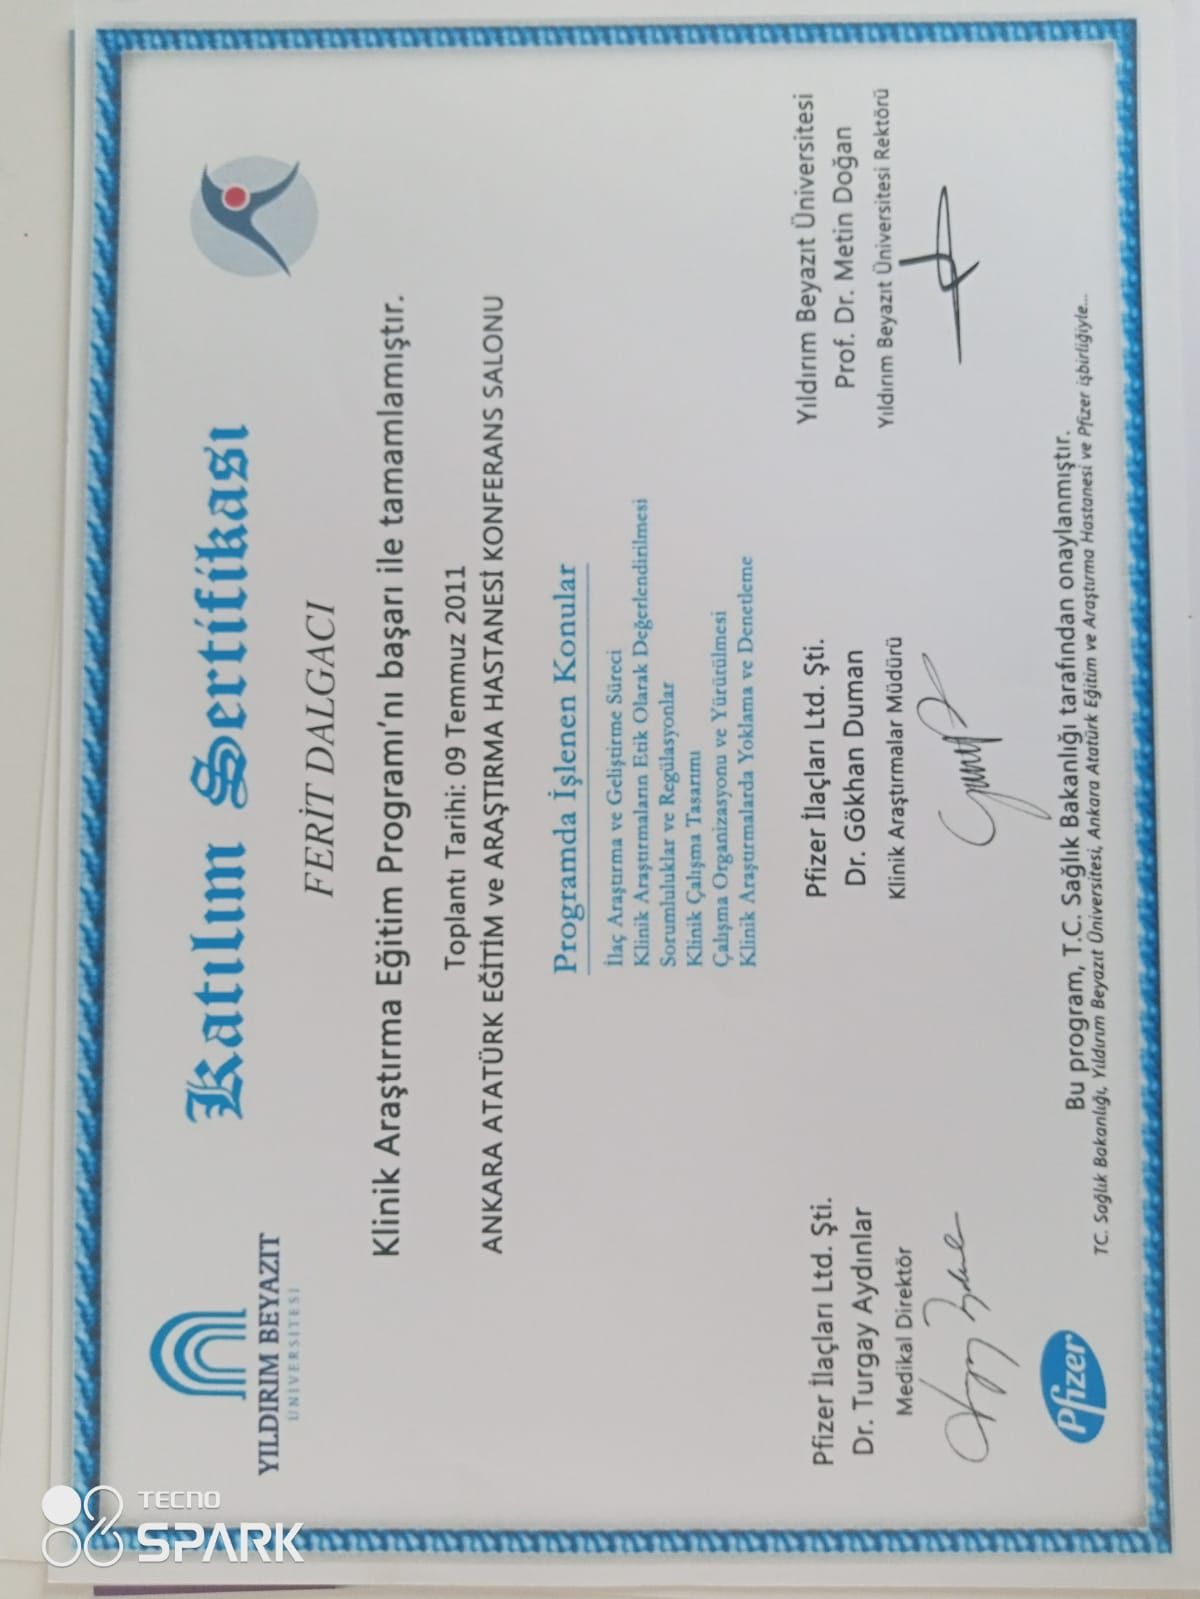 YILDIRIM BEYAZIT
ÜNİVERSİTESİ
Katılım Sertifikası
FERİT DALGACI
Klinik Araştırma Eğitim Programı'nı başarı ile tamamlamıştır.
Toplantı Tarihi: 09 Temmuz 2011
ANKARA ATATÜRK EĞİTİM ve ARAŞTIRMA HASTANESİ KONFERANS SALONU
Programda İşlenen Konular
İlaç Araştırma ve Geliştirme Süreci
Klinik Araştırmaların Etik Olarak Değerlendirilmesi
Sorumluluklar ve Regülasyonlar
Klinik Çalışma Tasarımı
Çalışma Organizasyonu ve Yürütülmesi
Klinik Araştırmalarda Yoklama ve Denetleme
Pfizer İlaçları Ltd. Şti.
Dr. Turgay Aydınlar
Medikal Direktör
Pfizer İlaçları Ltd. Şti.
Dr. Gökhan Duman
Klinik Araştırmalar Müdürü
Yıldırım Beyazıt Üniversitesi
Prof. Dr. Metin Doğan
Yıldırım Beyazıt Üniversitesi Rektörü
Pfizer
Bu program, T.C. Sağlık Bakanlığı tarafından onaylanmıştır.
TC. Sağlık Bakanlığı, Yıldırım Beyazıt Üniversitesi, Ankara Atatürk Eğitim ve Araştırma Hastanesi ve Pfizer işbirliğiyle...
TECNO
SPARK